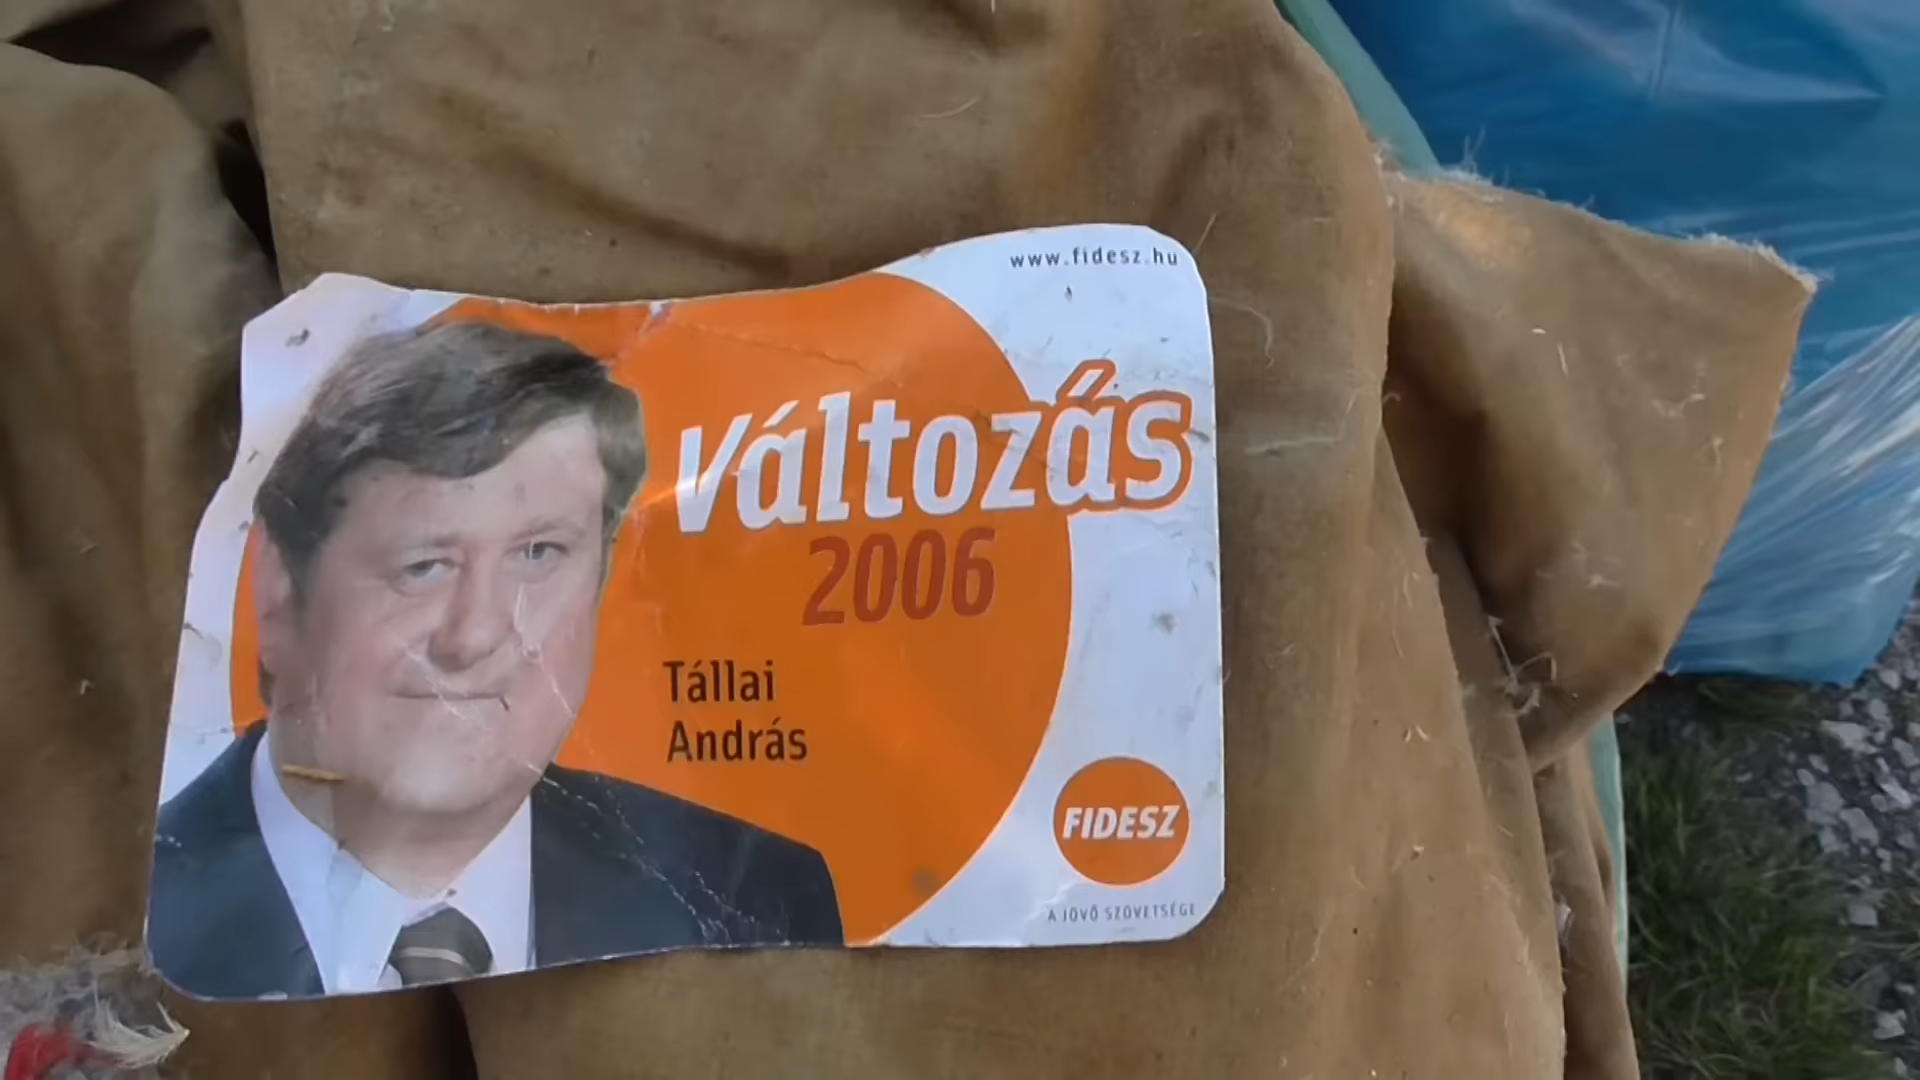 www.fidesz.hu
Változás
2006
Tállai
András
FIDESZ
A JÖVŐ SZÖVETSÉGE